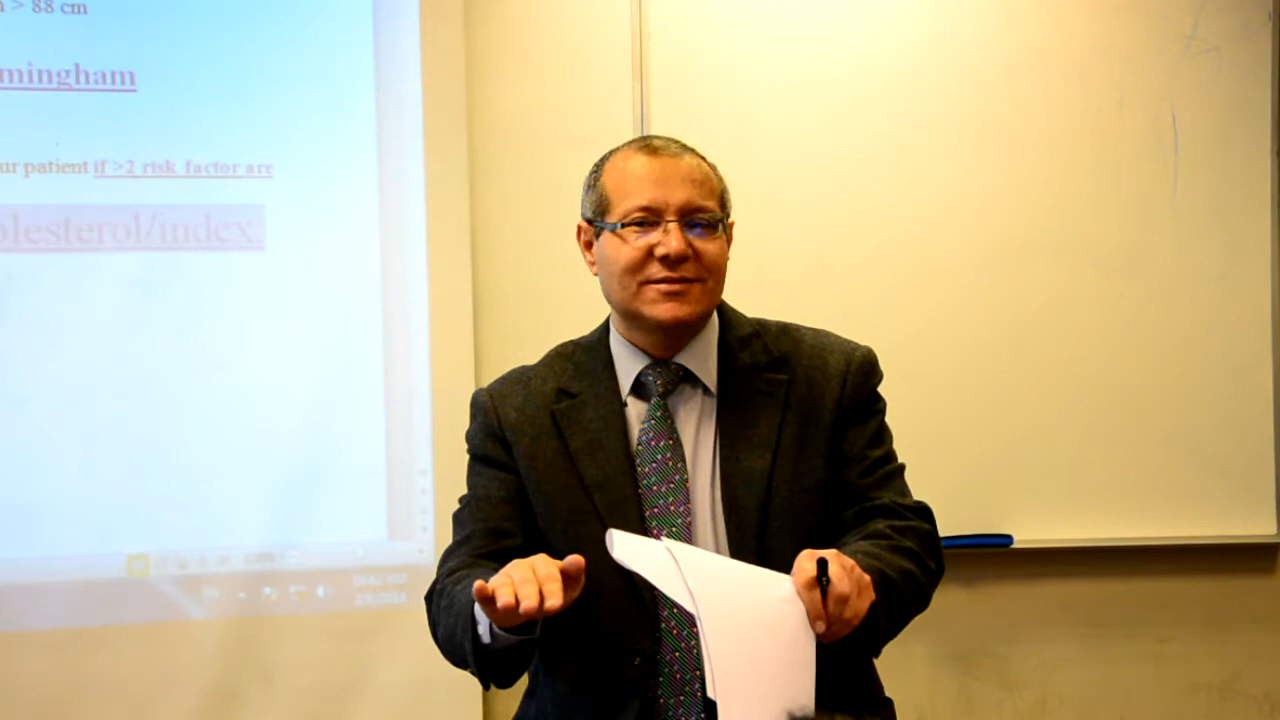 > 88 cm
mingham
ur patient if >2 risk factor are
olesterol/index